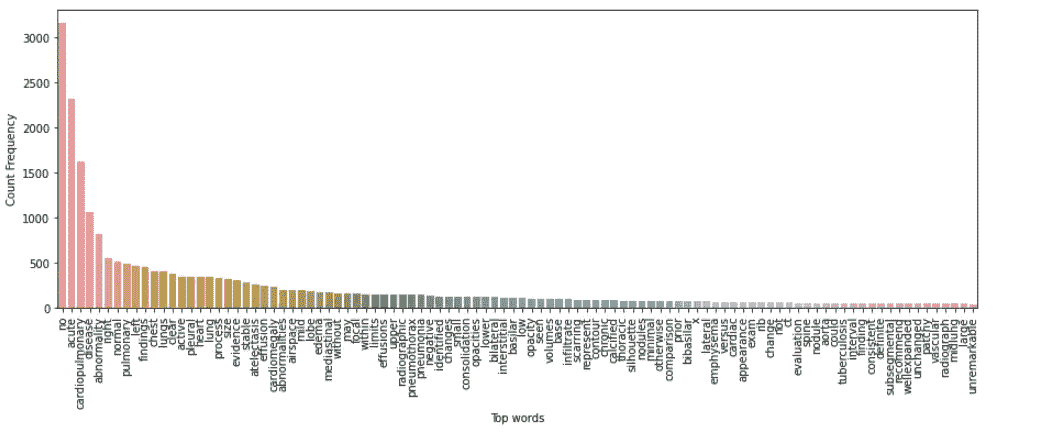 3000
2500
2000
1500
1000
500
0
Count Frequency
no
acute
cardiopulmonary
disease
abnormality
right
normal
pulmonary
left
findings
chest
lungs
clear
active
pleural
heart
lung
process
size
evidence
stable
atelectasis
effusion
cardiomegaly
abnormalities
airspace
mid
lobe
edema
mediastinal
without
may
focal
within
limits
effusions
upper
radiographic
pneumothorax
pneumonia
negative
identified
changes
small
consolidation
opacities
lower
bilateral
interstitial
basilar
low
opacity
seen
volumes
base
infiltrate
scarring
represent
contour
chronic
calcified
thoracic
silhouette
nodules
minimal
otherwise
comparison
prior
bibasilar
x
lateral
emphysema
versus
cardiac
appearance
exam
rib
change
not
ct
evaluation
spine
nodule
aorta
could
tuberculosis
interval
finding
consistent
definite
subsegmental
recommend
wellexpanded
unchanged
patchy
vascular
radiograph
midlung
large
unremarkable
Top words